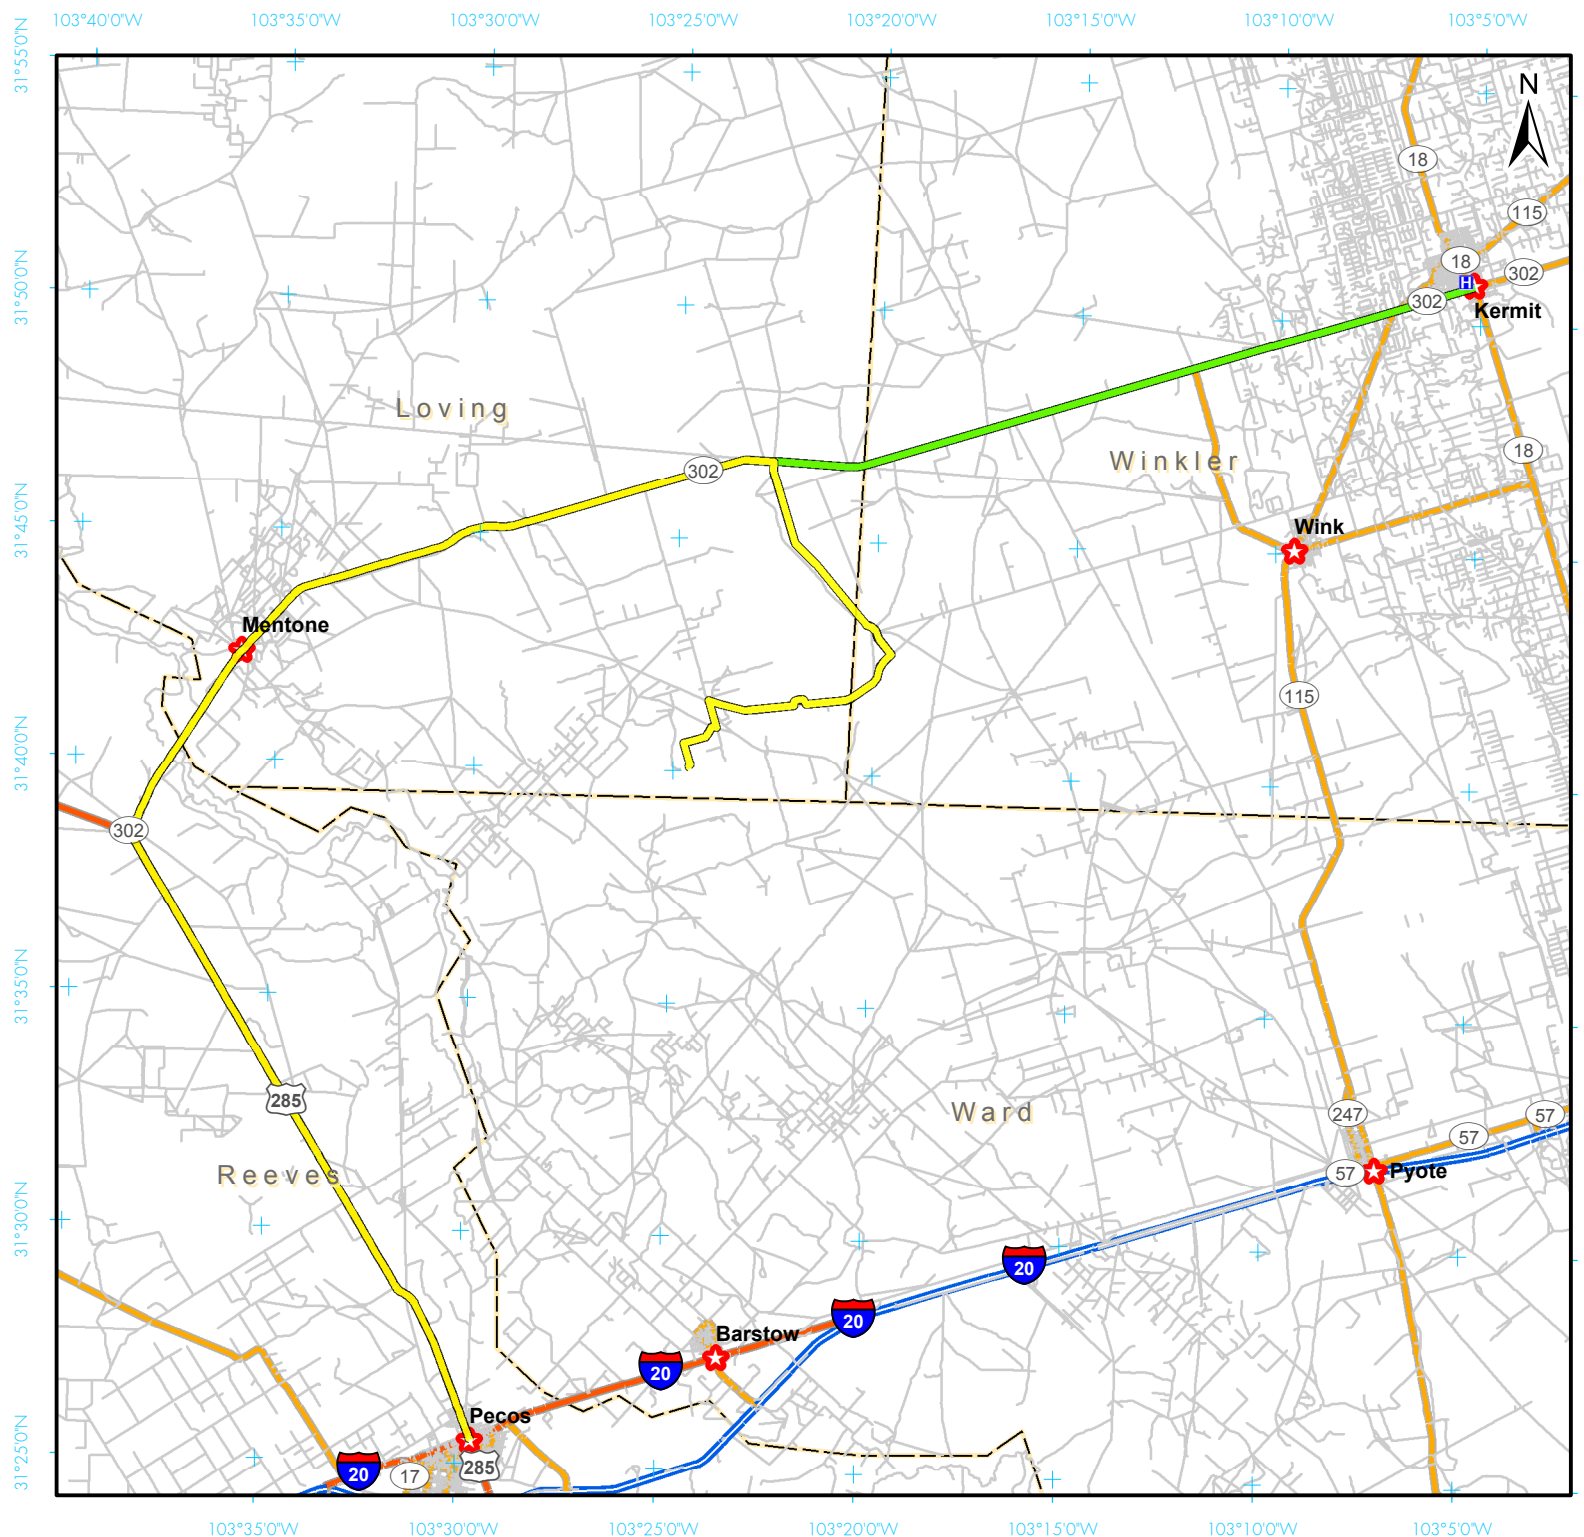 103°40'0"W 103°35'0"W 103°30'0"W 103°25'0"W 103°20'0"W 103°15'0"W 103°10'0"W 103°5'0"W
31°55'0"N
N
18
115
18
31°50'0"N
H
302
302
Kermit
Loving
Winkler
18
302
31°45'0"N
Wink
Mentone
115
31°40'0"N
302
31°35'0"N
285
Ward
247
57
57
Reeves
57
Pyote
31°30'0"N
20
20
Barstow
20
Pecos
31°25'0"N
20
17
285
103°35'0"W 103°30'0"W 103°25'0"W 103°20'0"W 103°15'0"W 103°10'0"W 103°5'0"W